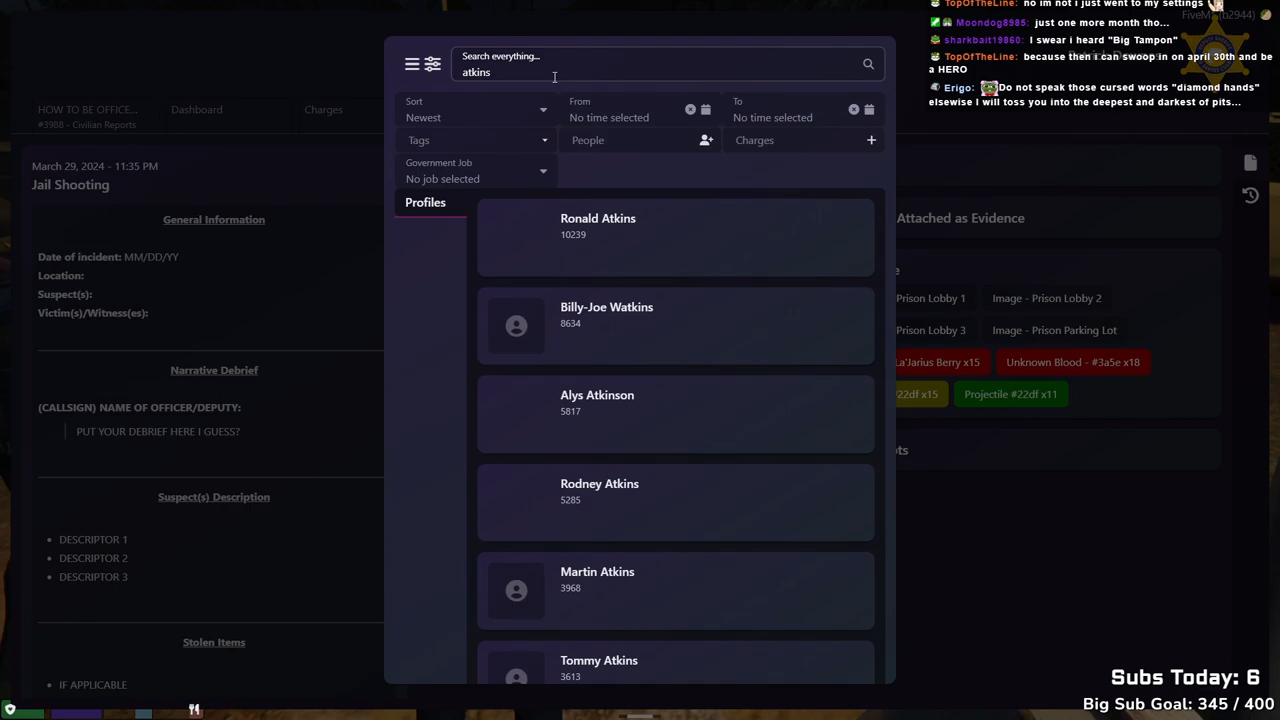 TopOfTheLine: no im not i just went to my settings
FiveM (b2944)
Moondog8985: just one more month tho...
sharkbait19860: I swear i heard "Big Tampon"
TopOfTheLine: because then i can sword in on april 30th and be
a HERO
Erigo: Do not speak those cursed words "diamond hands"
elsewise I will toss you into the deepest and darkest of pits...
HOW TO BE OFFICE...
#3988 - Civilian Reports
Dashboard
Charges
March 29, 2024 - 11:35 PM
Jail Shooting
General Information
Date of incident: MM/DD/YY
Location:
Suspect(s):
Victim(s)/Witness(es):
Narrative Debrief
(CALLSIGN) NAME OF OFFICER/DEPUTY:
PUT YOUR DEBRIEF HERE I GUESS?
Suspect(s) Description
DESCRIPTOR 1
DESCRIPTOR 2
DESCRIPTOR 3
Stolen Items
IF APPLICABLE
Search everything...
atkins
Sort
Newest
From
No time selected
To
No time selected
Tags
People
Charges
Government Job
No job selected
Profiles
Ronald Atkins
10239
Billy-Joe Watkins
8634
Alys Atkinson
5817
Rodney Atkins
5285
Martin Atkins
3968
Tommy Atkins
3613
Attached as Evidence
Prison Lobby 1
Image - Prison Lobby 2
Prison Lobby 3
Image - Prison Parking Lot
La'Jarius Berry x15
Unknown Blood - #3a5e x18
#22df x15
Projectile #22df x11
Subs Today: 6
Big Sub Goal: 345 / 400